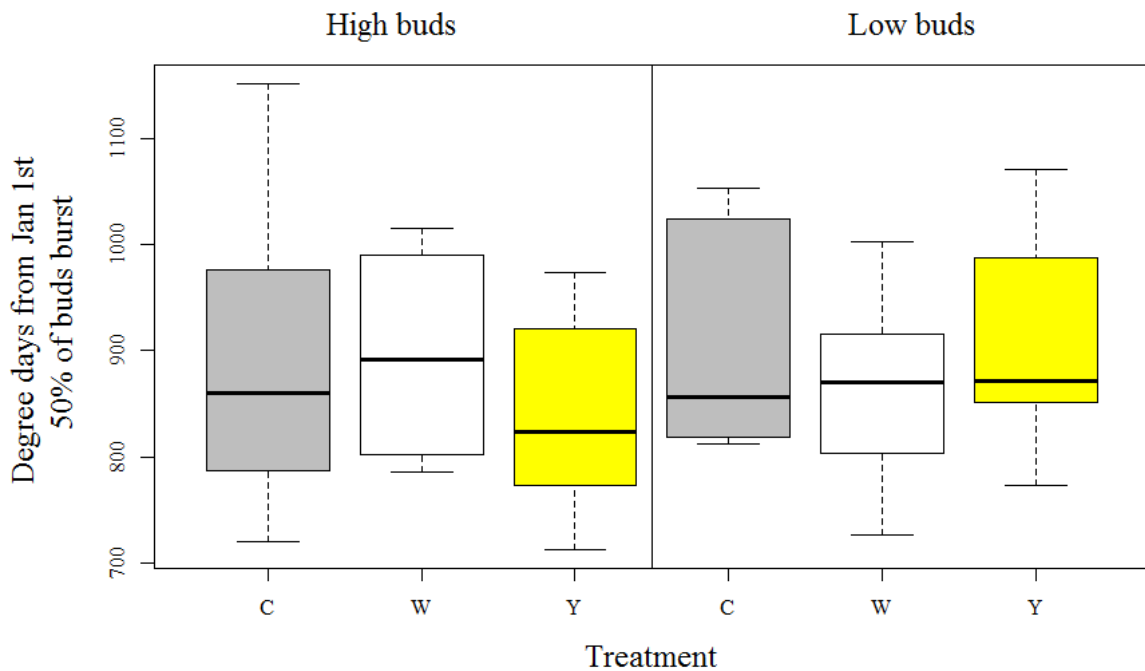 High buds
Low buds
Degree days from Jan 1st
50% of buds burst
1100
1000
900
800
700
C
W
Y
C
W
Y
Treatment